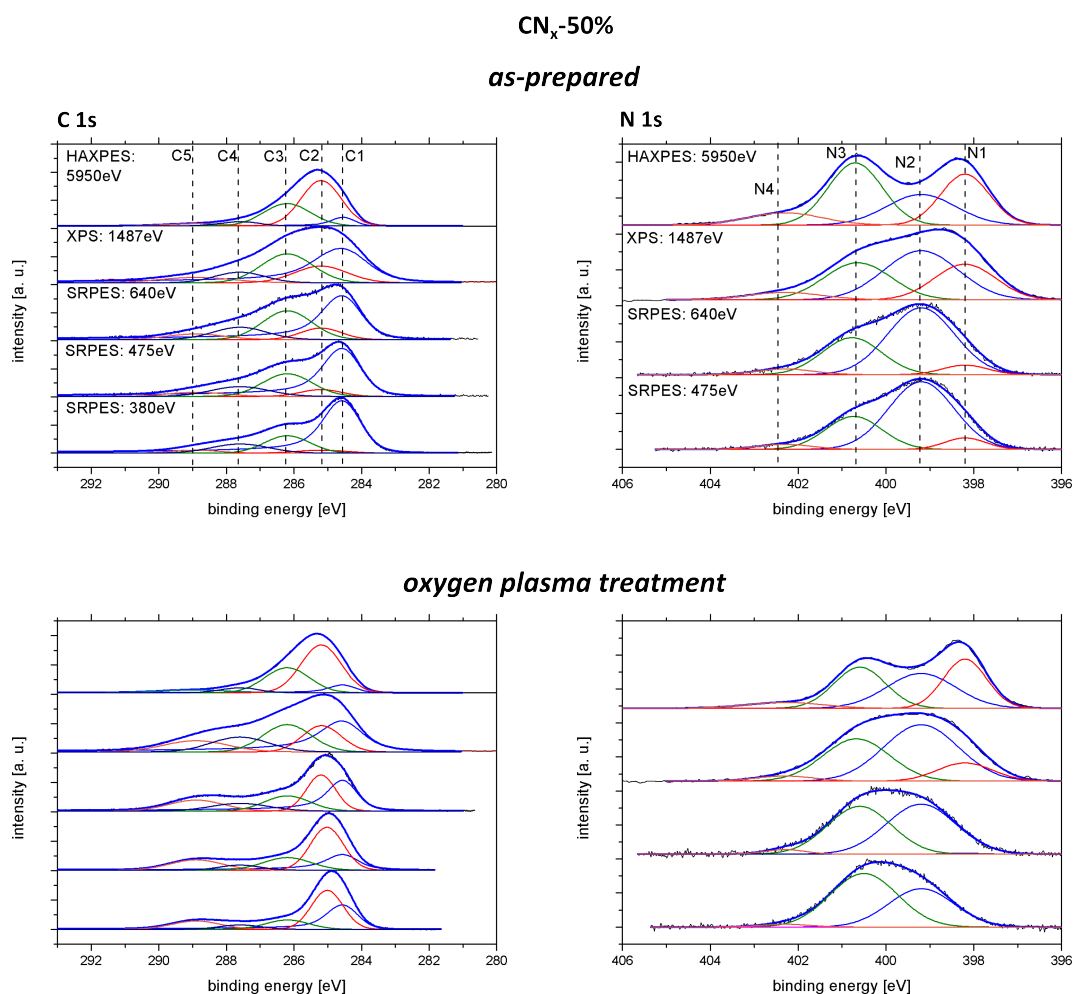 CNx-50%
as-prepared
C 1s
HAXPES:
5950eV
C5
C4
C3
C2
C1
XPS: 1487eV
SRPES: 640eV
SRPES: 475eV
SRPES: 380eV
intensity [a. u.]
292 290 288 286 284 282 280
binding energy [eV]
N 1s
HAXPES: 5950eV
N4
N3
N2
N1
XPS: 1487eV
SRPES: 640eV
SRPES: 475eV
intensity [a. u.]
406 404 402 400 398 396
binding energy [eV]
oxygen plasma treatment
intensity [a. u.]
292 290 288 286 284 282 280
binding energy [eV]
intensity [a. u.]
406 404 402 400 398 396
binding energy [eV]